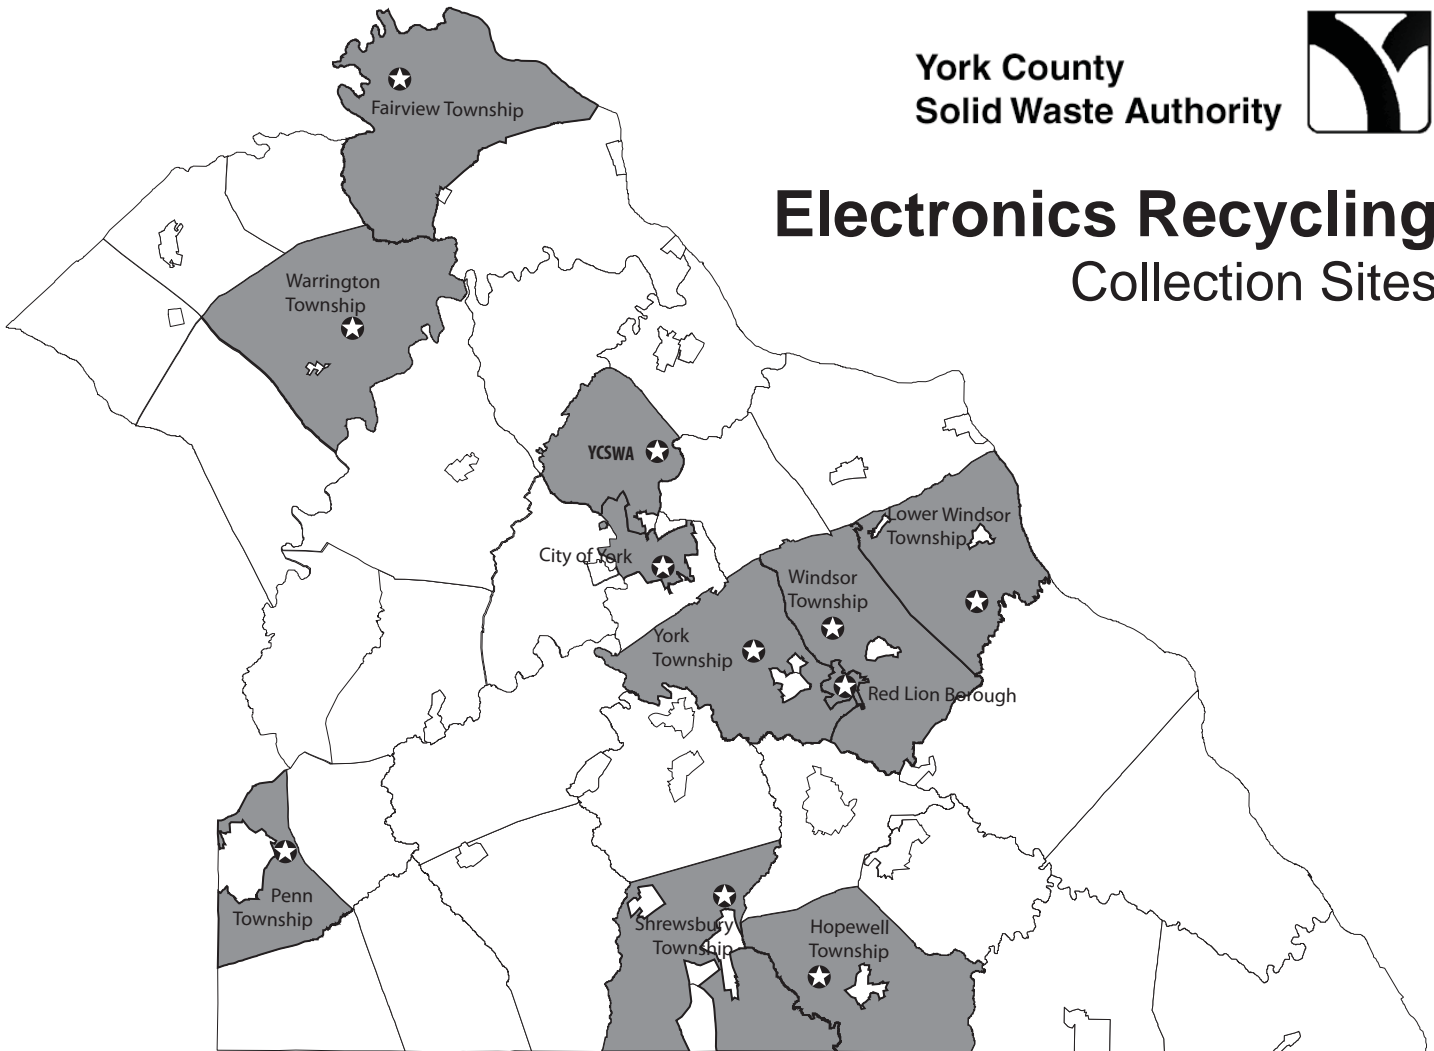 York County
Solid Waste Authority
Electronics Recycling
Collection Sites
Fairview Township
Warrington
Township
YCSWA
City of York
Lower Windsor
Township
Windsor
Township
York
Township
Red Lion Borough
Penn
Township
Shrewsbury
Township
Hopewell
Township